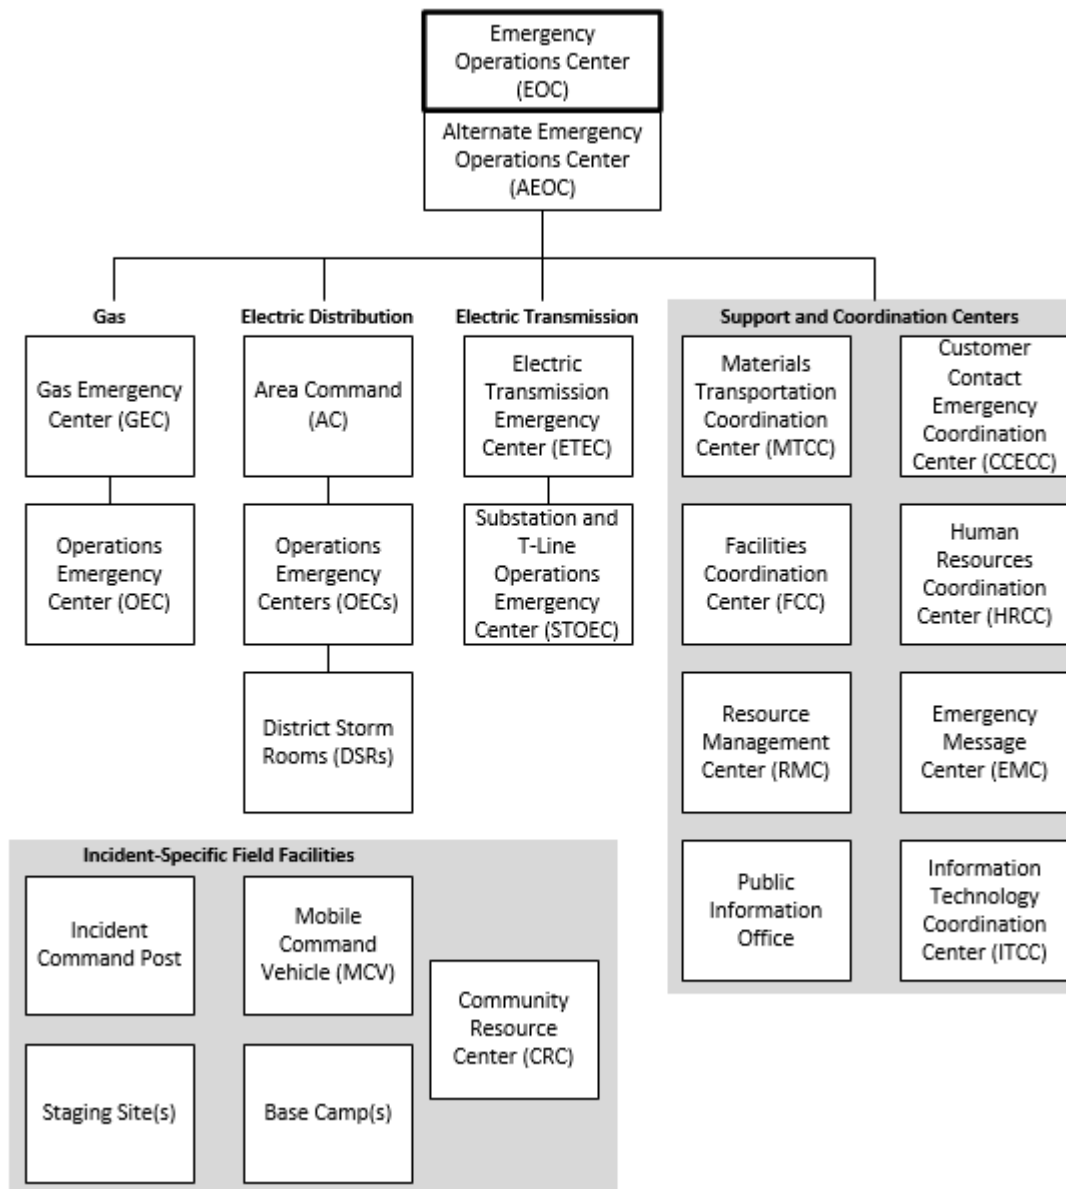 Emergency
Operations Center
(EOC)
Alternate Emergency
Operations Center
(AEOC)
Gas
Electric Distribution
Electric Transmission
Support and Coordination Centers
Gas Emergency
Center (GEC)
Area Command
(AC)
Electric
Transmission
Emergency
Center (ETEC)
Materials
Transportation
Coordination
Center (MTCC)
Customer
Contact
Emergency
Coordination
Center (CCECC)
Operations
Emergency
Center (OEC)
Operations
Emergency
Centers (OECs)
Substation and
T-Line
Operations
Emergency
Center (STOEC)
Facilities
Coordination
Center (FCC)
Human
Resources
Coordination
Center (HRCC)
District Storm
Rooms (DSRs)
Resource
Management
Center (RMC)
Emergency
Message
Center (EMC)
Public
Information
Office
Information
Technology
Coordination
Center (ITCC)
Incident-Specific Field Facilities
Incident
Command Post
Mobile
Command
Vehicle (MCV)
Community
Resource
Center (CRC)
Staging Site(s)
Base Camp(s)